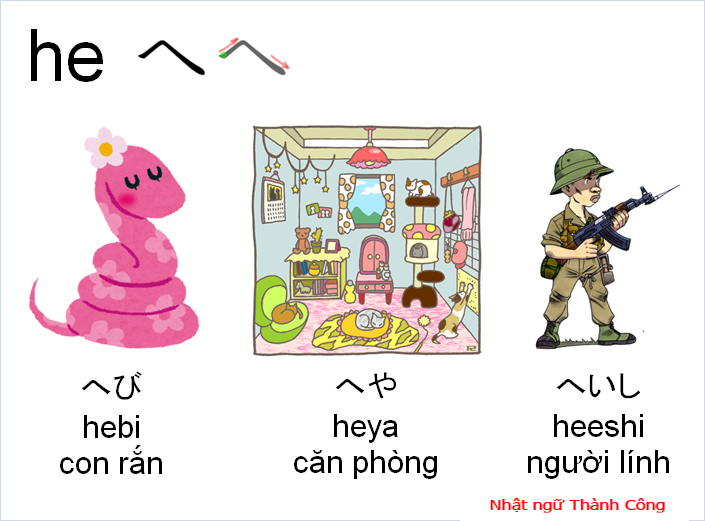 he へ へ
へび
hebi
con rắn
へや
heya
căn phòng
へいし
heeshi
người lính
Nhật ngữ Thành Công